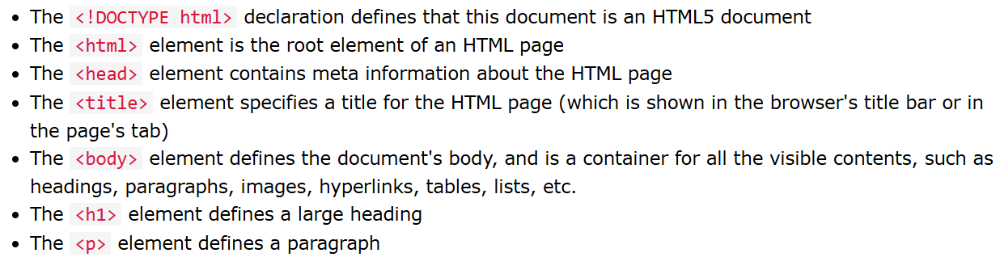 • The <!DOCTYPE html> declaration defines that this document is an HTML5 document
• The <html> element is the root element of an HTML page
• The <head> element contains meta information about the HTML page
• The <title> element specifies a title for the HTML page (which is shown in the browser's title bar or in
the page's tab)
• The <body> element defines the document's body, and is a container for all the visible contents, such as
headings, paragraphs, images, hyperlinks, tables, lists, etc.
• The <h1> element defines a large heading
• The <p> element defines a paragraph